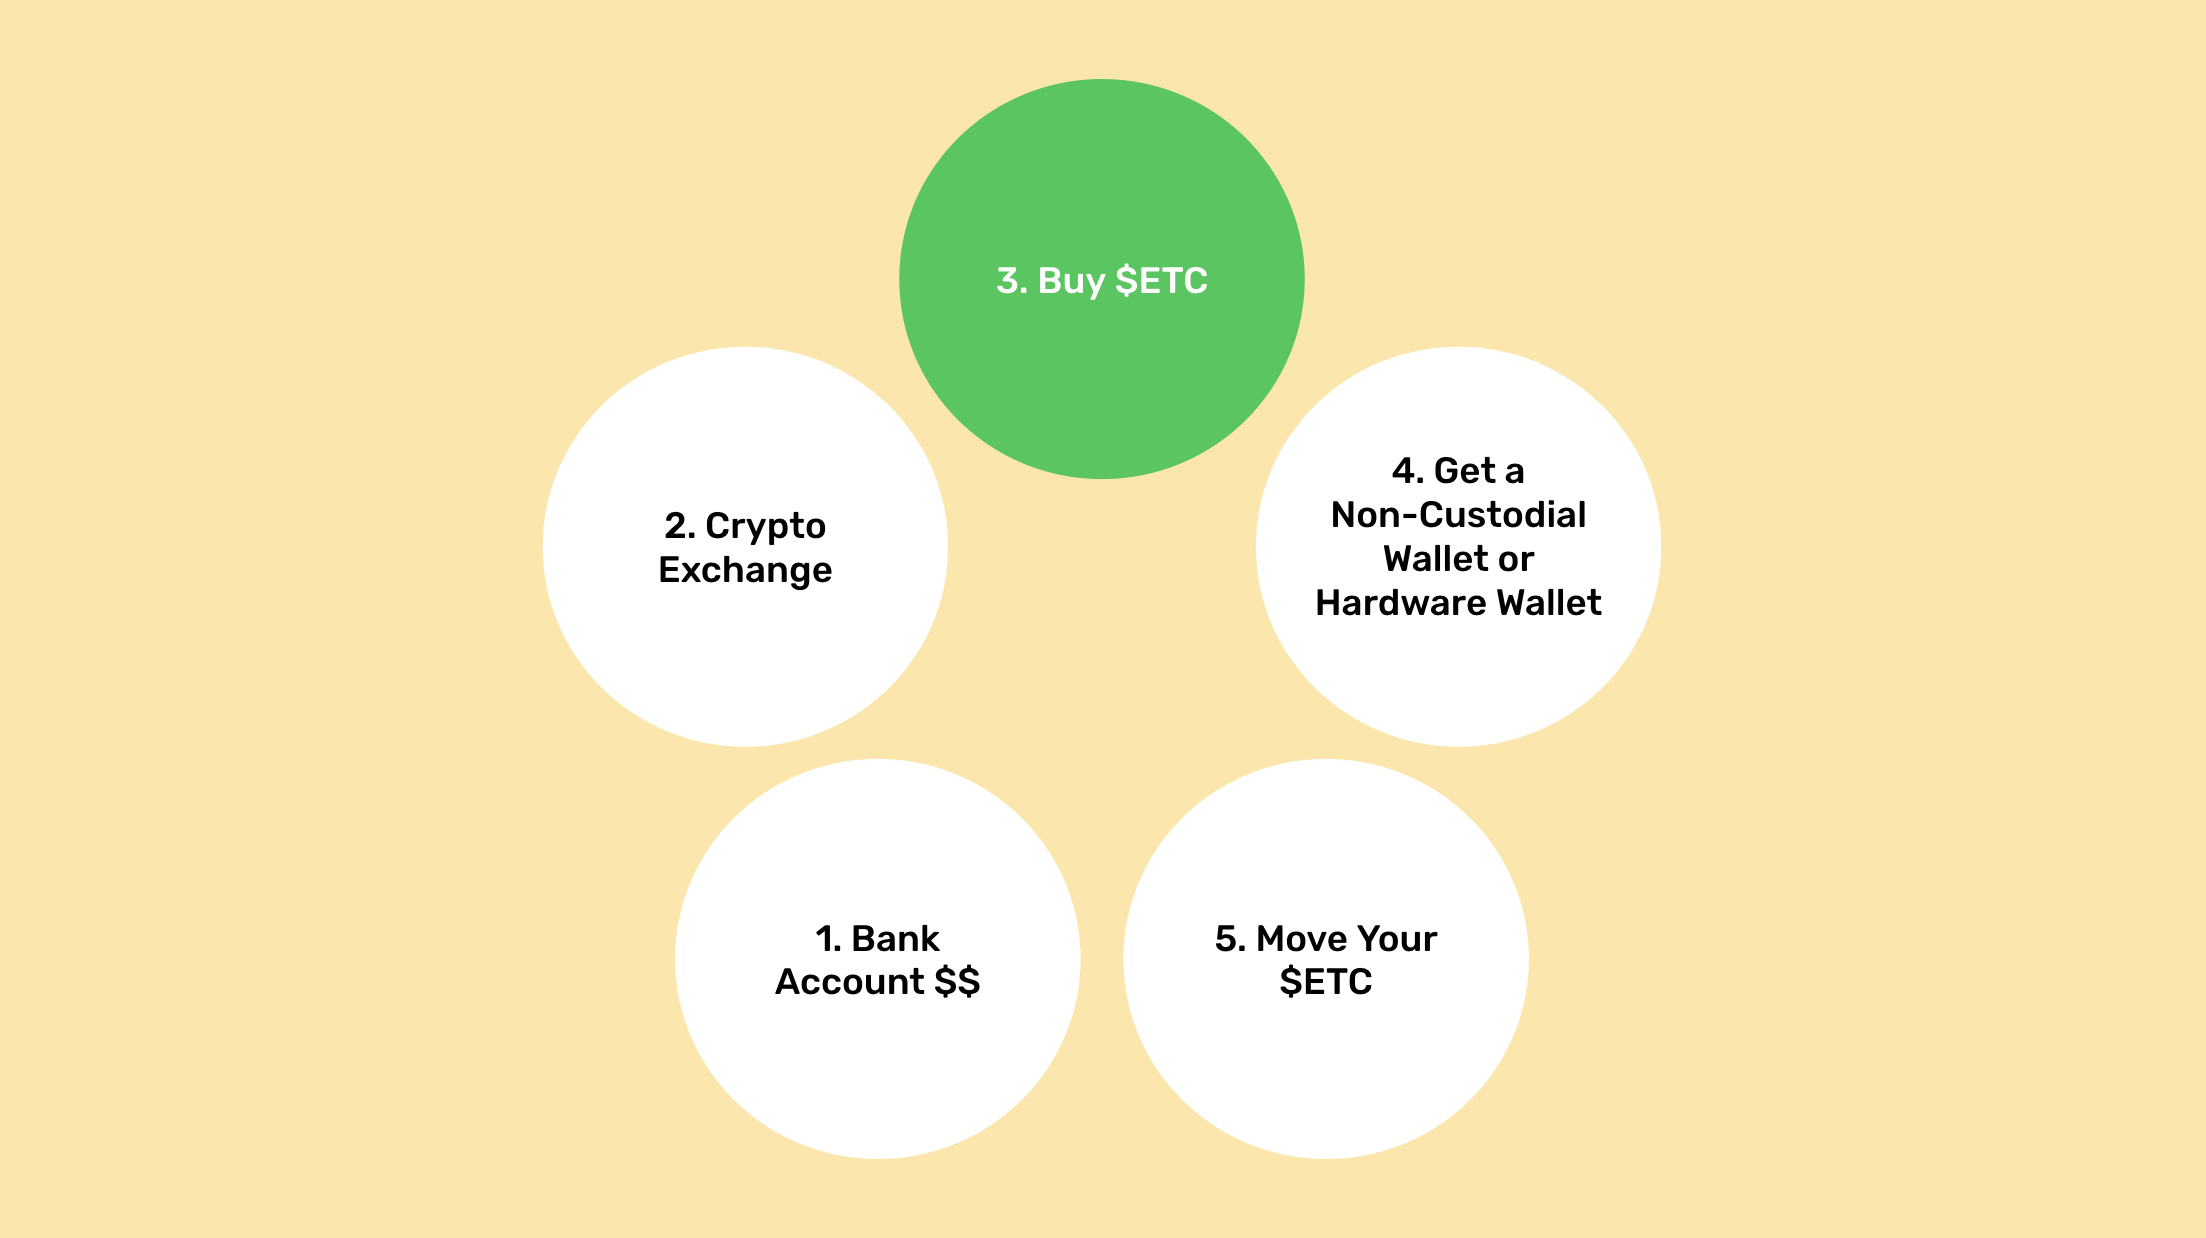 3. Buy $ETC
2. Crypto
Exchange
4. Get a
Non-Custodial
Wallet or
Hardware Wallet
1. Bank
Account $$
5. Move Your
$ETC